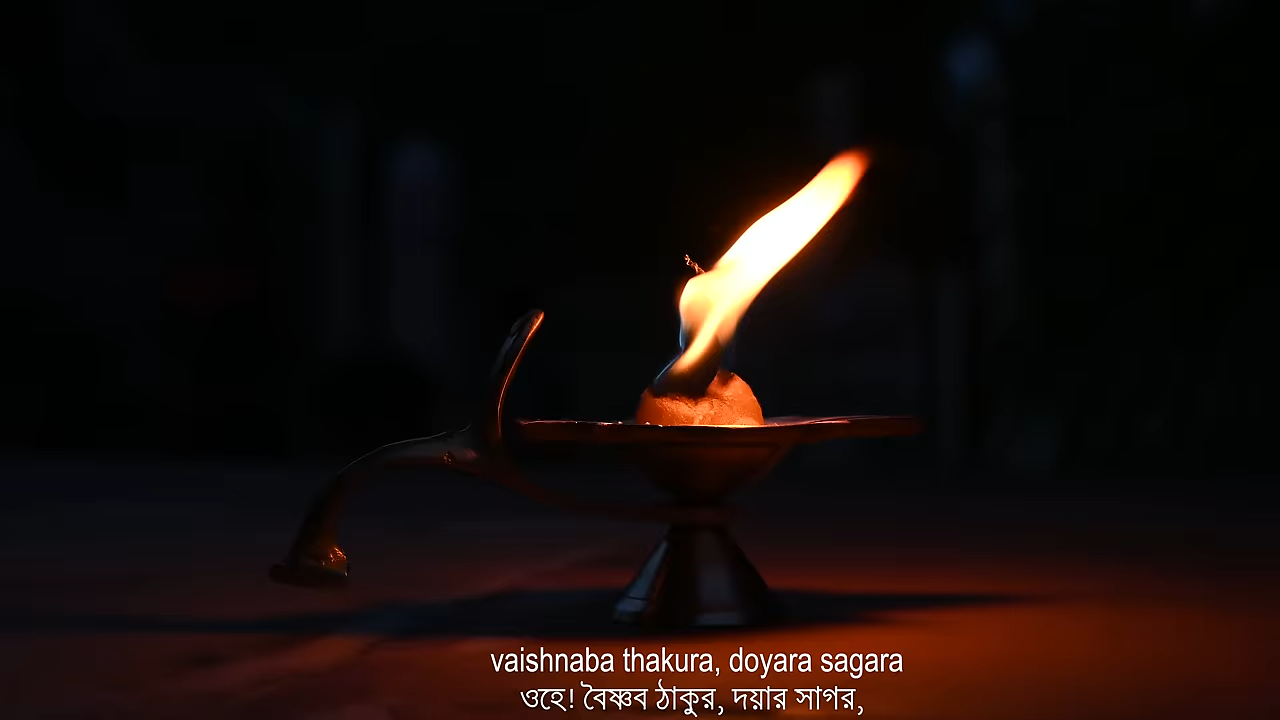 vaishnaba thakura, doyara sagara
ওহে! বৈষ্ণব ঠাকুর, দয়ার সাগর,